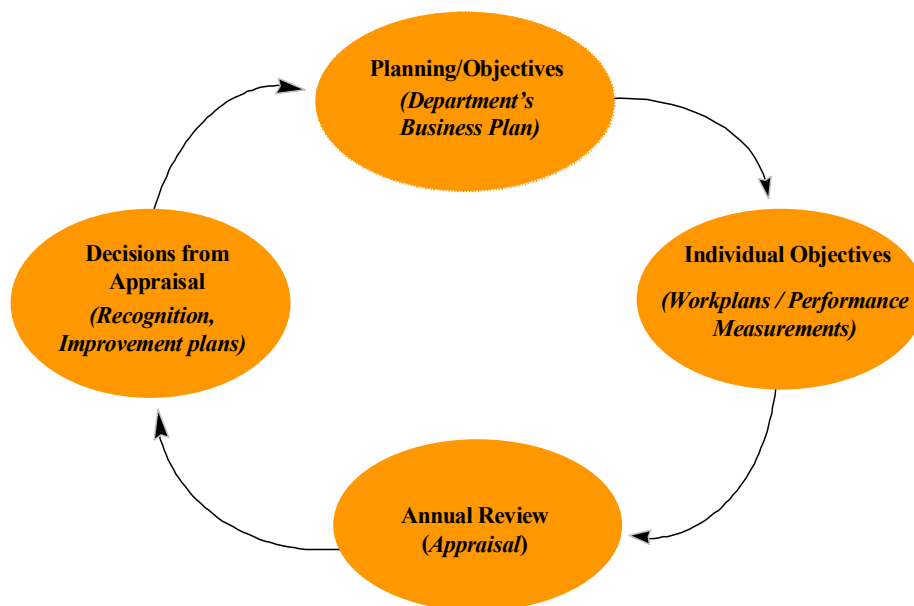 Planning/Objectives
(Department's
Business Plan)
Individual Objectives
(Workplans / Performance
Measurements)
Annual Review
(Appraisal)
Decisions from
Appraisal
(Recognition,
Improvement plans)